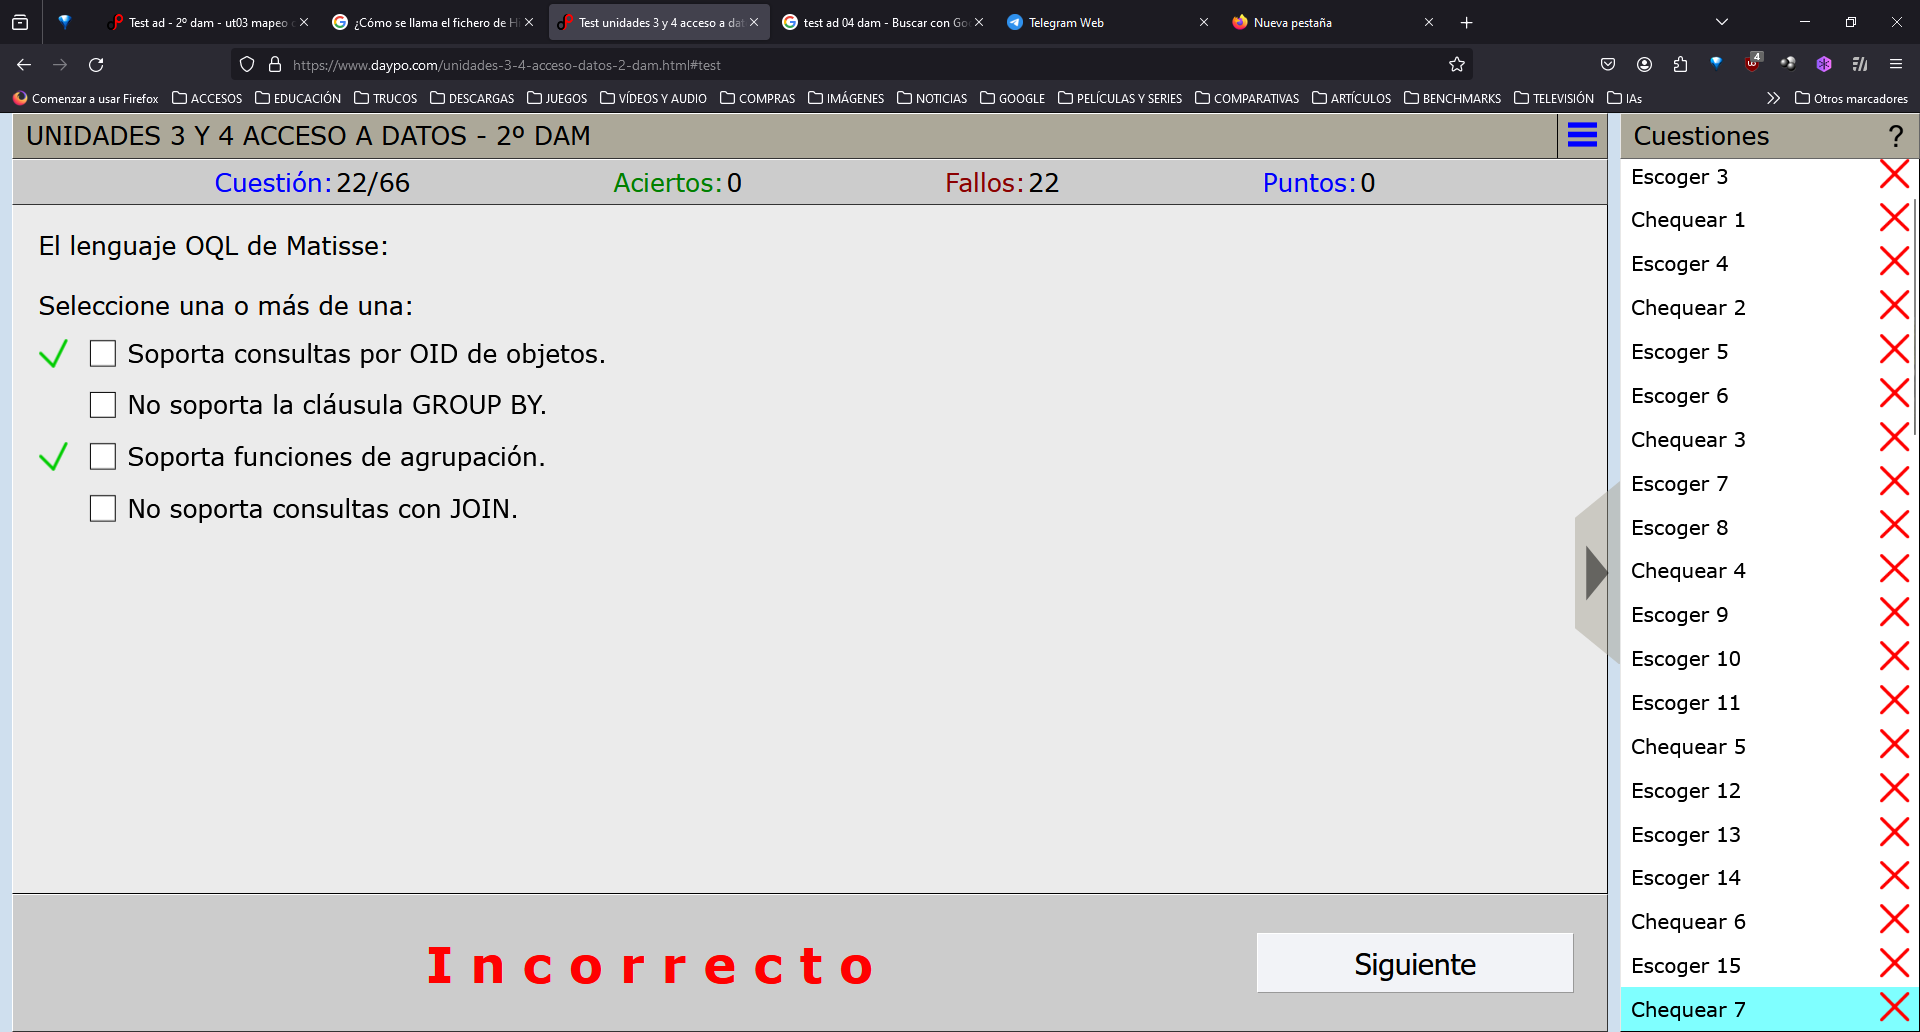 Test ad - 2º dam - ut03 mapeo
¿Cómo se llama el fichero de Hi
Test unidades 3 y 4 acceso a dat
test ad 04 dam - Buscar con Go
Telegram Web
Nueva pestaña
https://www.daypo.com/unidades-3-4-acceso-datos-2-dam.html#test
4
Comenzar a usar Firefox
ACCESOS
EDUCACIÓN
TRUCOS
DESCARGAS
JUEGOS
VÍDEOS Y AUDIO
COMPRAS
IMÁGENES
NOTICIAS
GOOGLE
PELÍCULAS Y SERIES
COMPARATIVAS
ARTÍCULOS
BENCHMARKS
TELEVISIÓN
IAs
Otros marcadores
UNIDADES 3 Y 4 ACCESO A DATOS - 2º DAM
Cuestión: 22/66
Aciertos: 0
Fallos: 22
Puntos: 0
El lenguaje OQL de Matisse:
Seleccione una o más de una:
Soporta consultas por OID de objetos.
No soporta la cláusula GROUP BY.
Soporta funciones de agrupación.
No soporta consultas con JOIN.
Incorrecto
Siguiente
Cuestiones ?
Escoger 3
Chequear 1
Escoger 4
Chequear 2
Escoger 5
Escoger 6
Chequear 3
Escoger 7
Escoger 8
Chequear 4
Escoger 9
Escoger 10
Escoger 11
Chequear 5
Escoger 12
Escoger 13
Escoger 14
Chequear 6
Escoger 15
Chequear 7